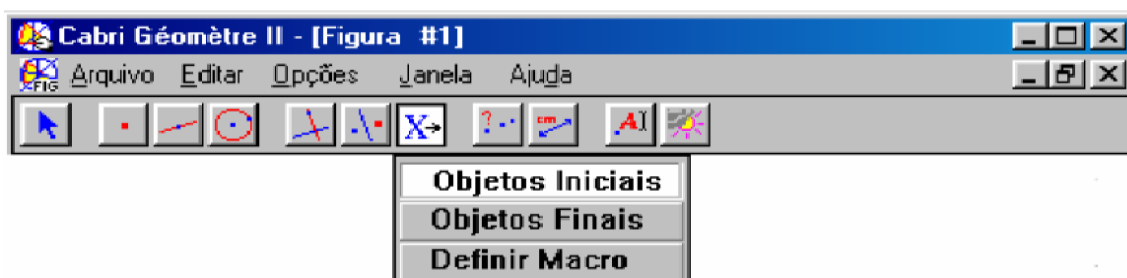 Cabri Géomètre II - [Figura #1]
FIG Arquivo Editar Opções Janela Ajuda
X ? cm A
Objetos Iniciais
Objetos Finais
Definir Macro